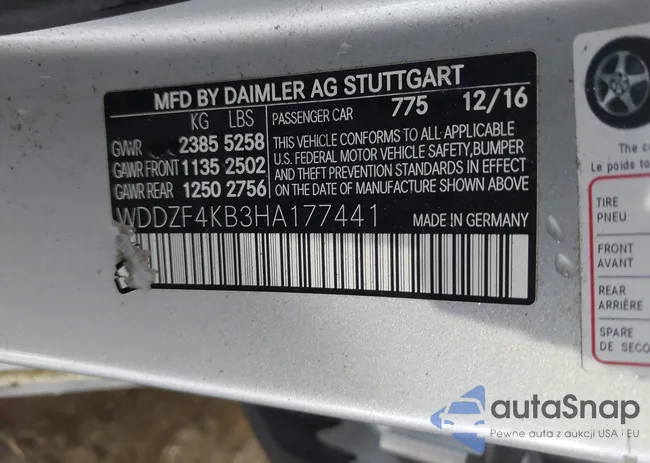 MFD BY DAIMLER AG STUTTGART
KG LBS PASSENGER CAR 775 12/16
GVWR 2385 5258
GAWR FRONT 1135 2502
GAWR REAR 1250 2756
THIS VEHICLE CONFORMS TO ALL APPLICABLE
U.S. FEDERAL MOTOR VEHICLE SAFETY, BUMPER
AND THEFT PREVENTION STANDARDS IN EFFECT
ON THE DATE OF MANUFACTURE SHOWN ABOVE
WDDZF4KB3HA177441 MADE IN GERMANY
The
Le poids to
TIRE
PNEU
FRONT
AVANT
REAR
ARRIÈRE
SPARE
DE
autaSnap
Pewne auta z aukcji USA i EU